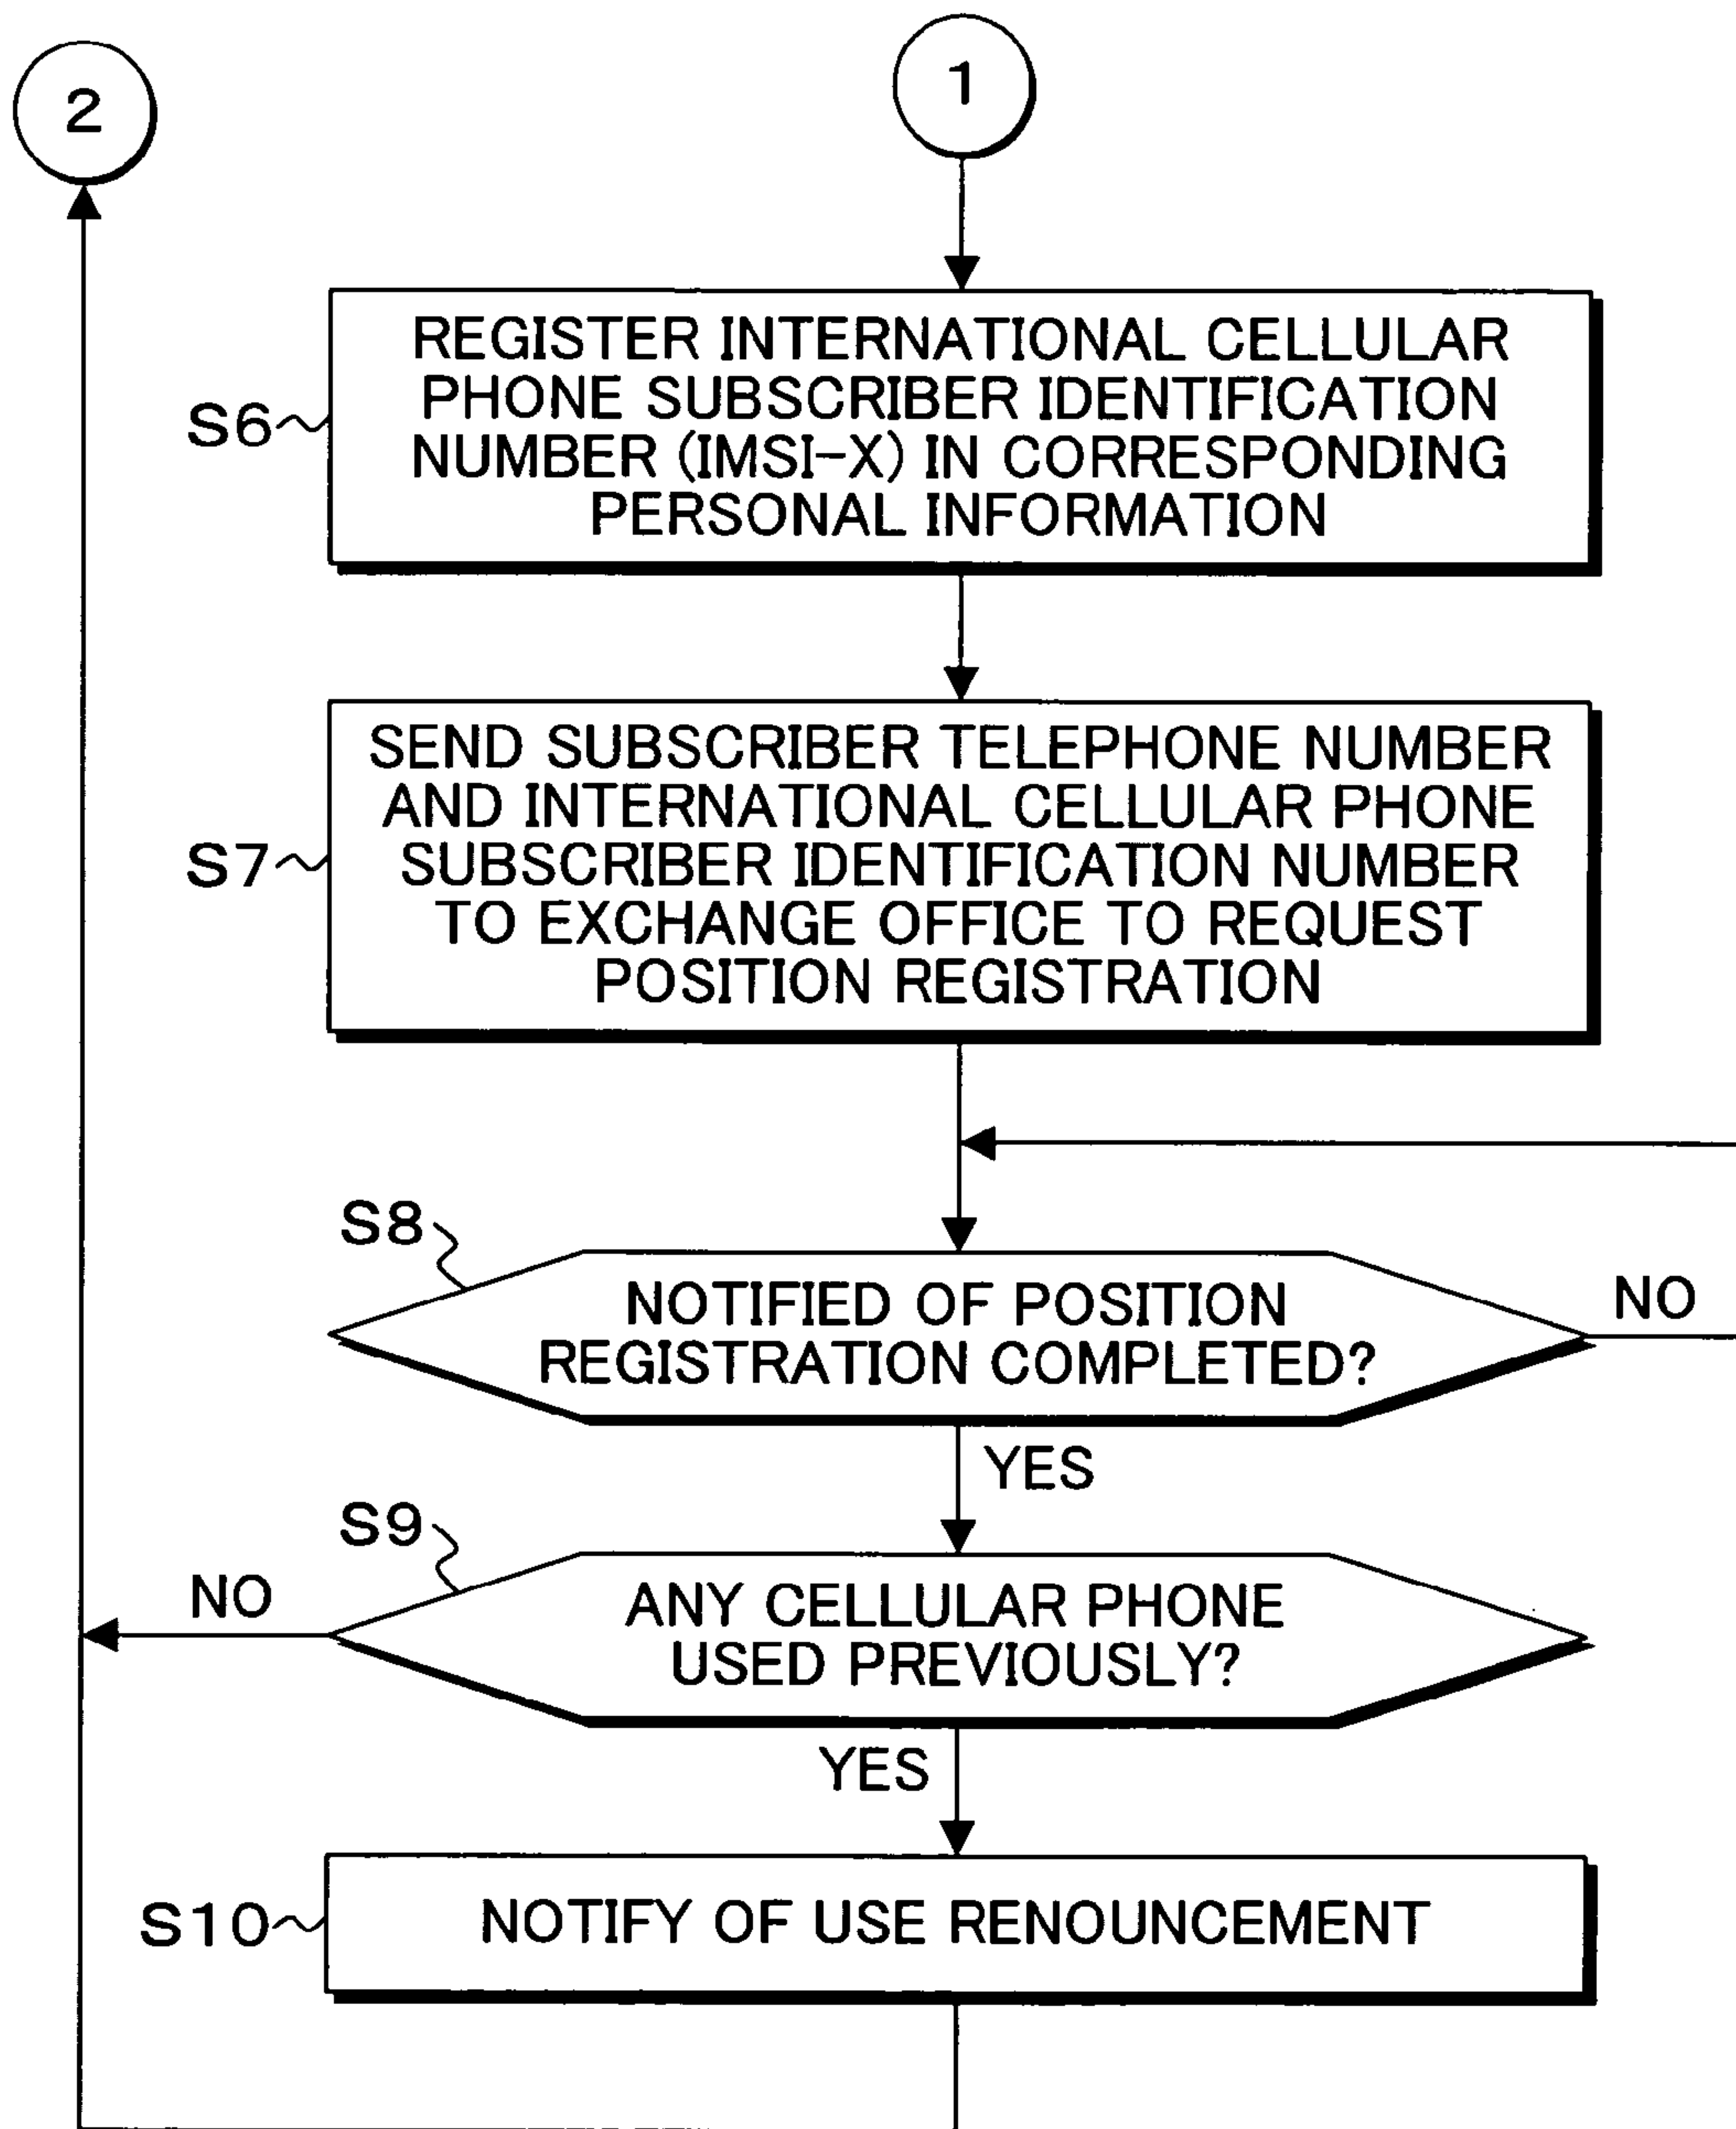 2
1
REGISTER INTERNATIONAL CELLULAR
PHONE SUBSCRIBER IDENTIFICATION
NUMBER (IMSI-X) IN CORRESPONDING
PERSONAL INFORMATION
S6
SEND SUBSCRIBER TELEPHONE NUMBER
AND INTERNATIONAL CELLULAR PHONE
SUBSCRIBER IDENTIFICATION NUMBER
TO EXCHANGE OFFICE TO REQUEST
POSITION REGISTRATION
S7
S8
NOTIFIED OF POSITION
REGISTRATION COMPLETED?
NO
YES
S9
NO
ANY CELLULAR PHONE
USED PREVIOUSLY?
YES
S10
NOTIFY OF USE RENOUNCEMENT